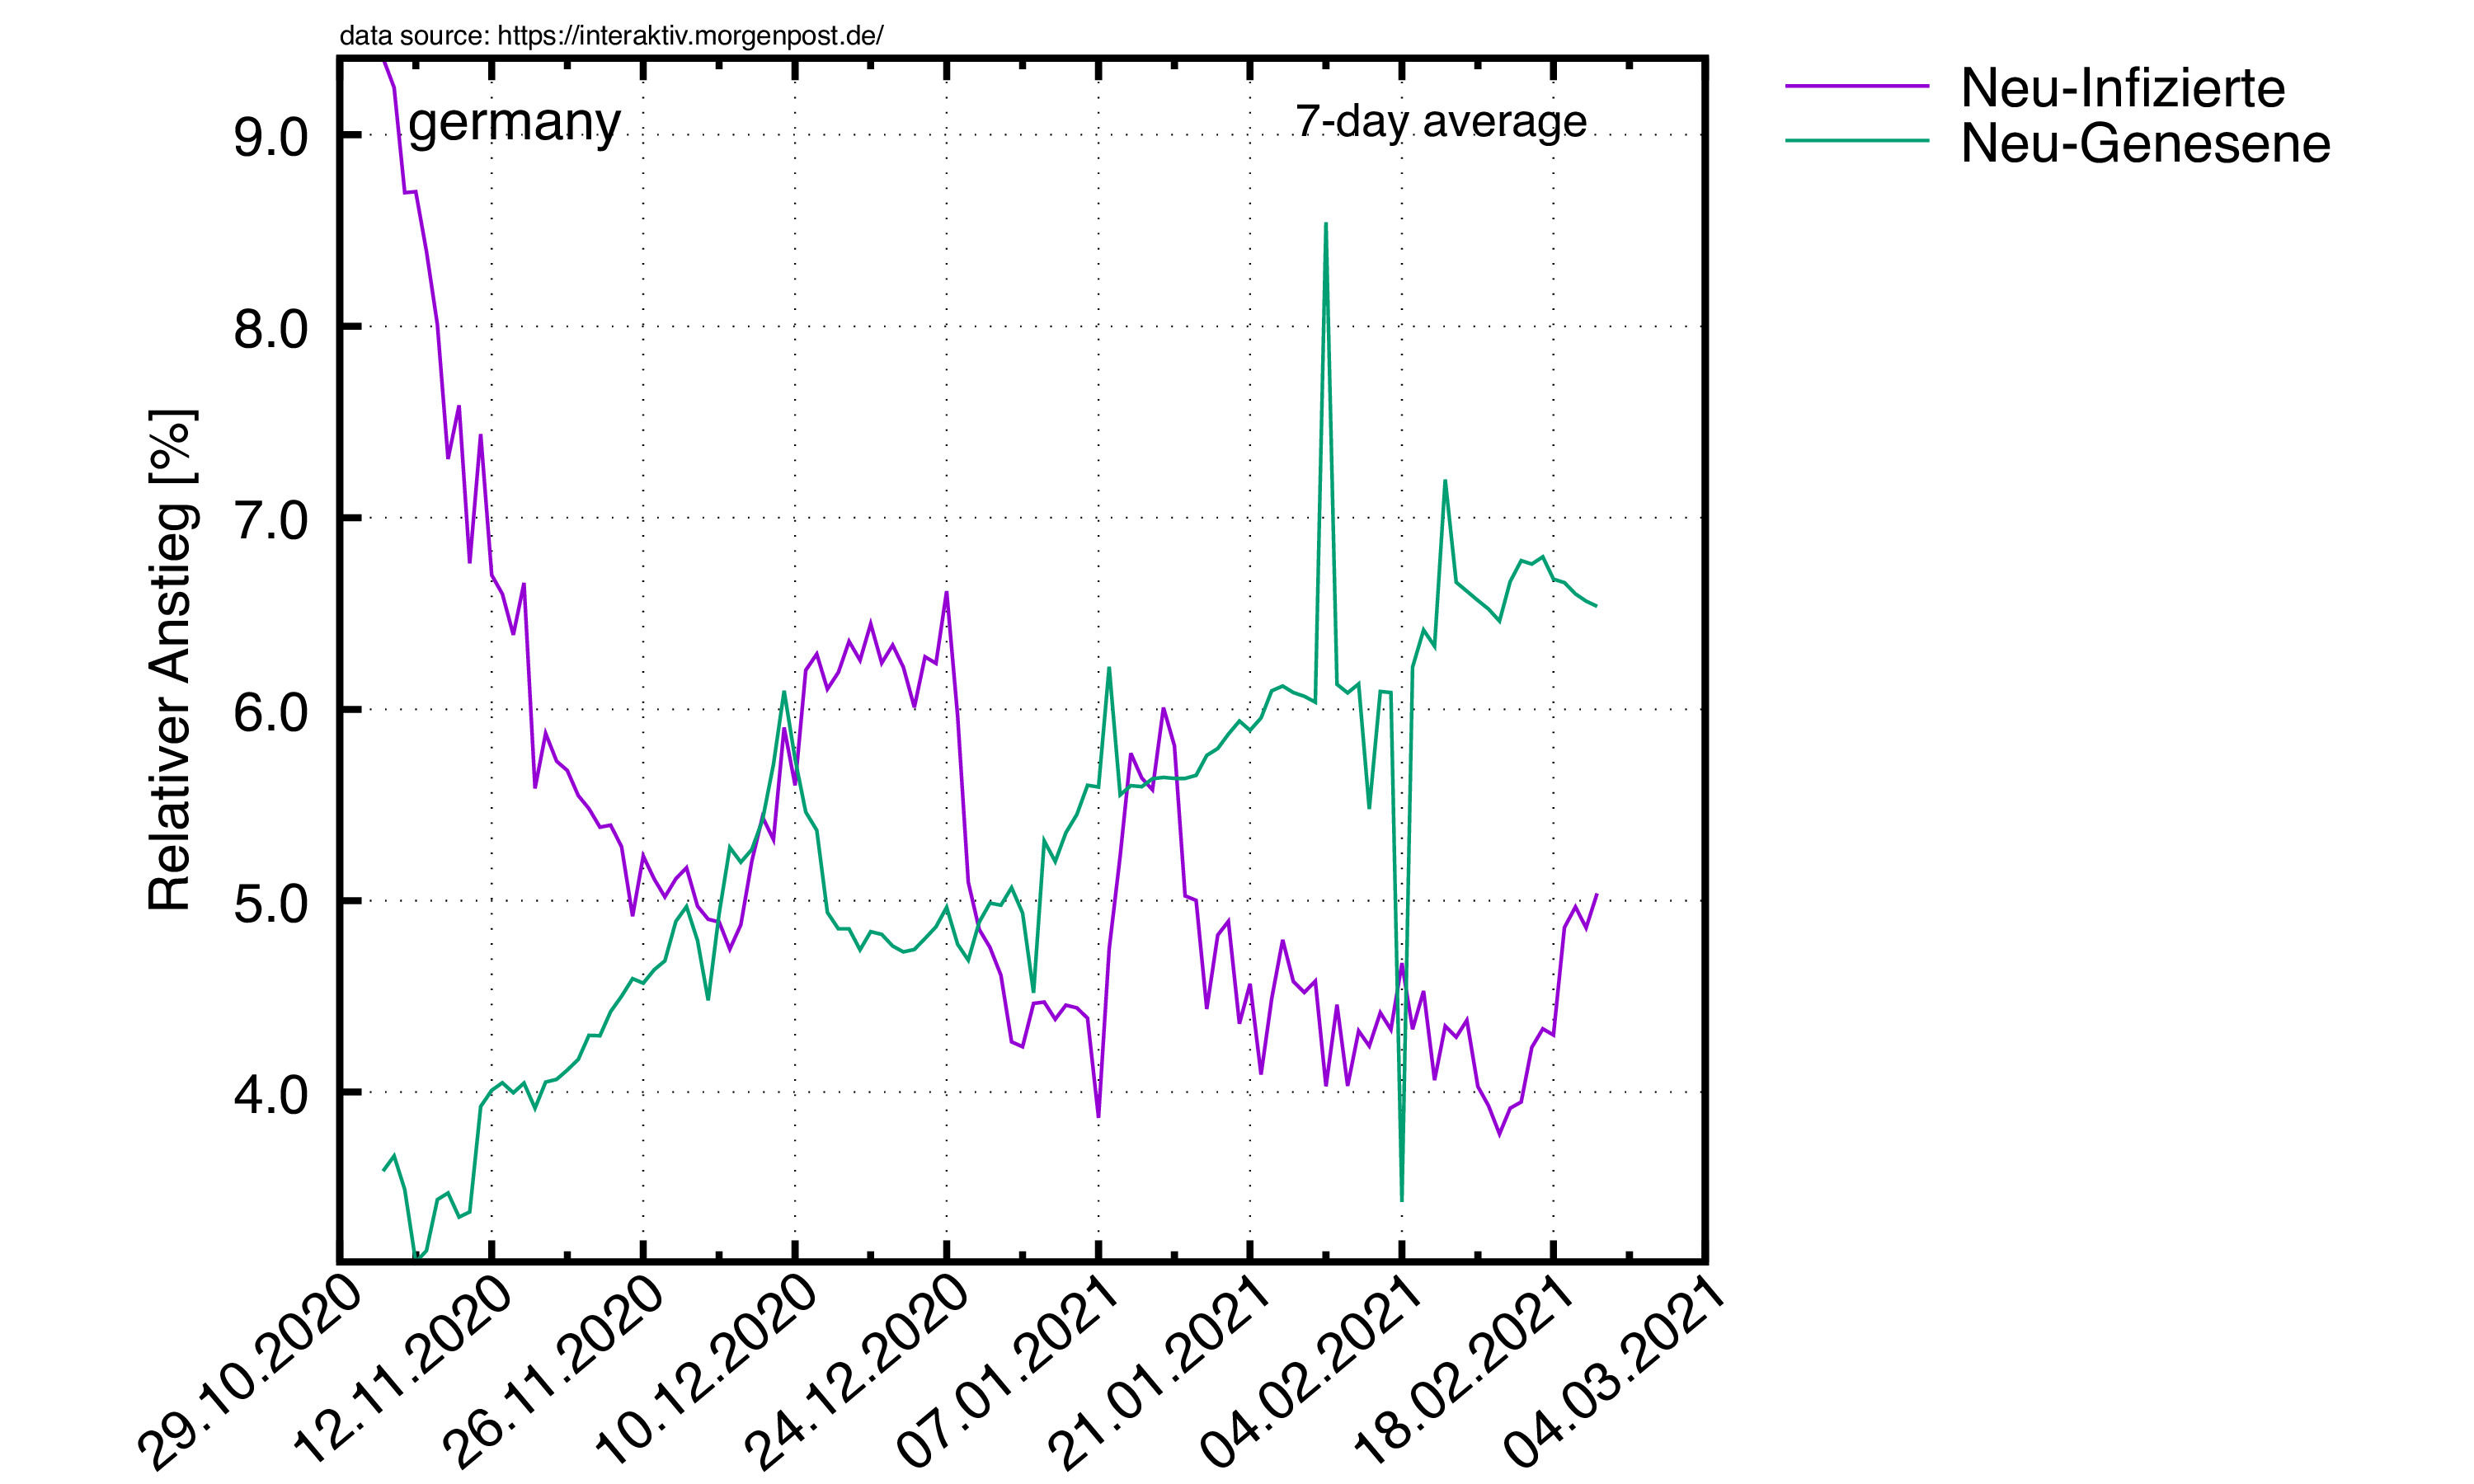 data source: https://interaktiv.morgenpost.de/
germany
7-day average
Neu-Infizierte
Neu-Genesene
Relativer Anstieg [%]
9.0
8.0
7.0
6.0
5.0
4.0
29.10.2020
12.11.2020
26.11.2020
10.12.2020
24.12.2020
07.01.2021
21.01.2021
04.02.2021
18.02.2021
04.03.2021